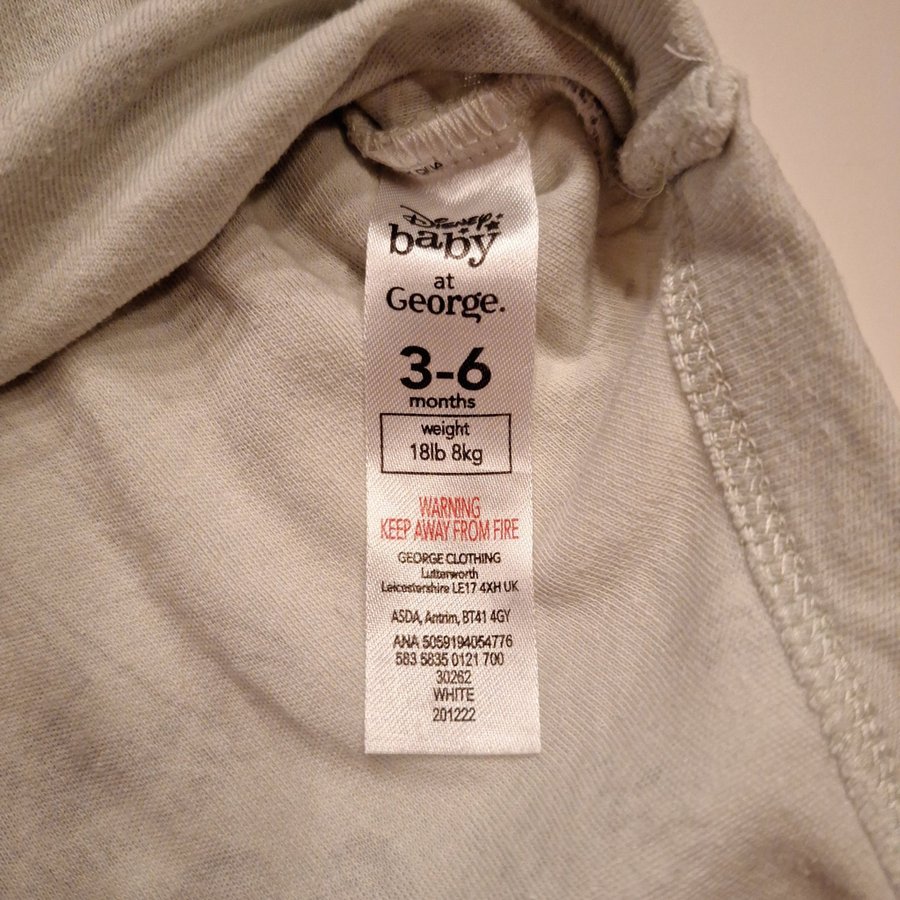 Disney
baby
at
George.
3-6
months
weight
18lb 8kg
WARNING
KEEP AWAY FROM FIRE
GEORGE CLOTHING
Lutterworth
Leicestershire LE17 4XH UK
ASDA, Antrim, BT41 4GY
ANA 5059194054776
583 5835 0121 700
30262
WHITE
201222